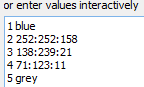 or enter values interactively
1 blue
2 252:252:158
3 138:239:21
4 71:123:11
5 grey